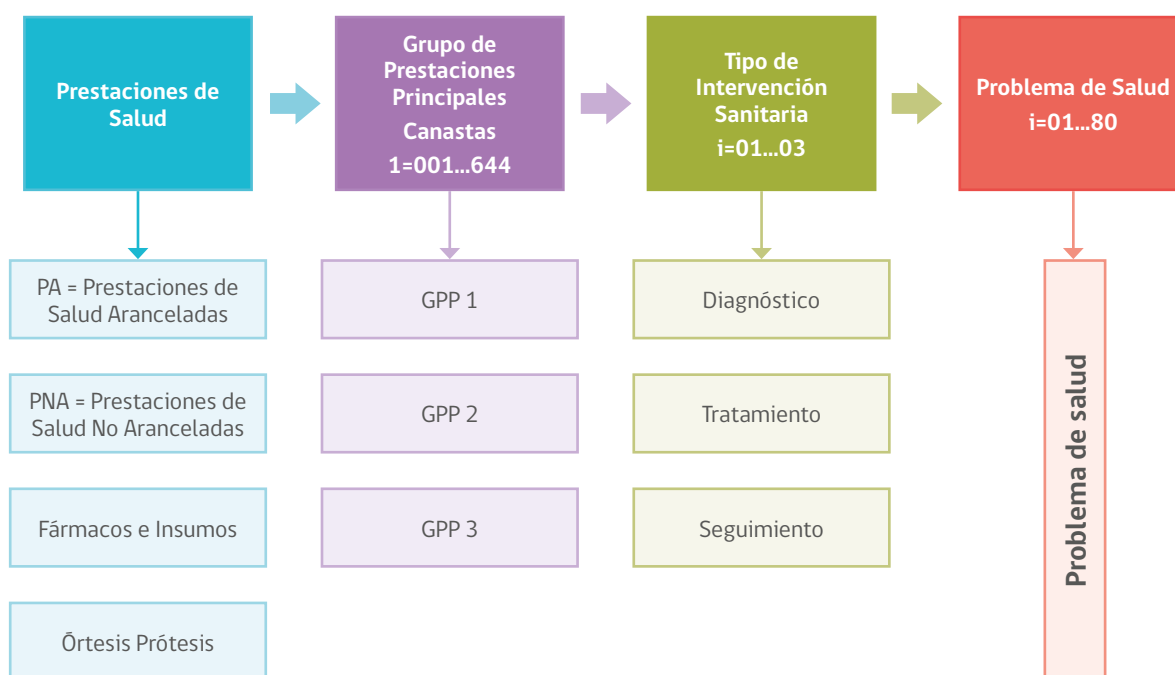 Prestaciones de
Salud
Grupo de
Prestaciones
Principales
Canastas
1=001...644
Tipo de
Intervención
Sanitaria
i=01...03
Problema de Salud
i=01...80
PA = Prestaciones de
Salud Aranceladas
GPP 1
Diagnóstico
PNA = Prestaciones de
Salud No Aranceladas
GPP 2
Tratamiento
Fármacos e Insumos
GPP 3
Seguimiento
Órtesis Prótesis
Problema de salud